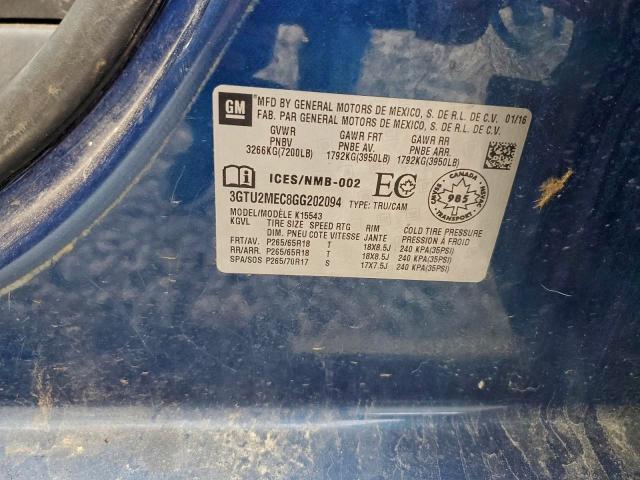 GM
MFD BY GENERAL MOTORS DE MEXICO, S. DE R.L. DE C.V. 01/16
FAB. PAR GENERAL MOTORS DE MEXICO, S. DE R.L. DE C.V.
GVWR GAWR FRT GAWR RR
PNBV PNBE AV. PNBE ARR.
3266KG(7200LB) 1792KG(3950LB) 1792KG(3950LB)
ICES/NMB-002 EC
CANADA
985
TRANSPORT
3GTU2MEC8GG202094 TYPE: TRU/CAM
MODEL/MODÈLE K15543
KGVL TIRE SIZE SPEED RTG RIM COLD TIRE PRESSURE
DIM. PNEU COTE VITESSE JANTE PRESSION À FROID
FRT/AV. P265/65R18 T 18X8.5J 240 KPA(35PSI)
RR/ARR. P265/65R18 T 18X8.5J 240 KPA(35PSI)
SPA/SOS P265/70R17 S 17X7.5J 240 KPA(35PSI)